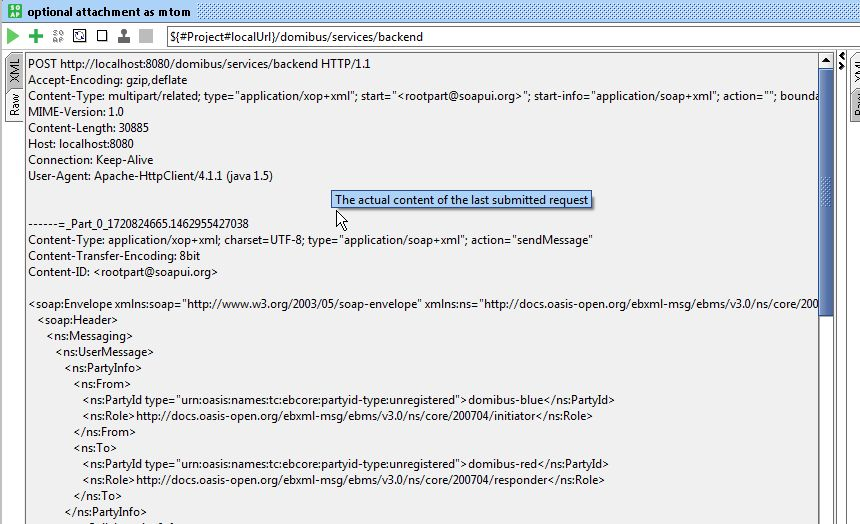 SO AP optional attachment as mtom
SO AP ${#Project#localUrl}/domibus/services/backend
XML
Raw
POST http://localhost:8080/domibus/services/backend HTTP/1.1
Accept-Encoding: gzip,deflate
Content-Type: multipart/related; type="application/xop+xml"; start="<rootpart@soapui.org>"; start-info="application/soap+xml"; action=""; bounda
MIME-Version: 1.0
Content-Length: 30885
Host: localhost:8080
Connection: Keep-Alive
User-Agent: Apache-HttpClient/4.1.1 (java 1.5)
The actual content of the last submitted request
------=_Part_0_1720824665.1462955427038
Content-Type: application/xop+xml; charset=UTF-8; type="application/soap+xml"; action="sendMessage"
Content-Transfer-Encoding: 8bit
Content-ID: <rootpart@soapui.org>
<soap:Envelope xmlns:soap="http://www.w3.org/2003/05/soap-envelope" xmlns:ns="http://docs.oasis-open.org/ebxml-msg/ebms/v3.0/ns/core/200
<soap:Header>
<ns:Messaging>
<ns:UserMessage>
<ns:PartyInfo>
<ns:From>
<ns:PartyId type="urn:oasis:names:tc:ebcore:partyid-type:unregistered">domibus-blue</ns:PartyId>
<ns:Role>http://docs.oasis-open.org/ebxml-msg/ebms/v3.0/ns/core/200704/initiator</ns:Role>
</ns:From>
<ns:To>
<ns:PartyId type="urn:oasis:names:tc:ebcore:partyid-type:unregistered">domibus-red</ns:PartyId>
<ns:Role>http://docs.oasis-open.org/ebxml-msg/ebms/v3.0/ns/core/200704/responder</ns:Role>
</ns:To>
</ns:PartyInfo>